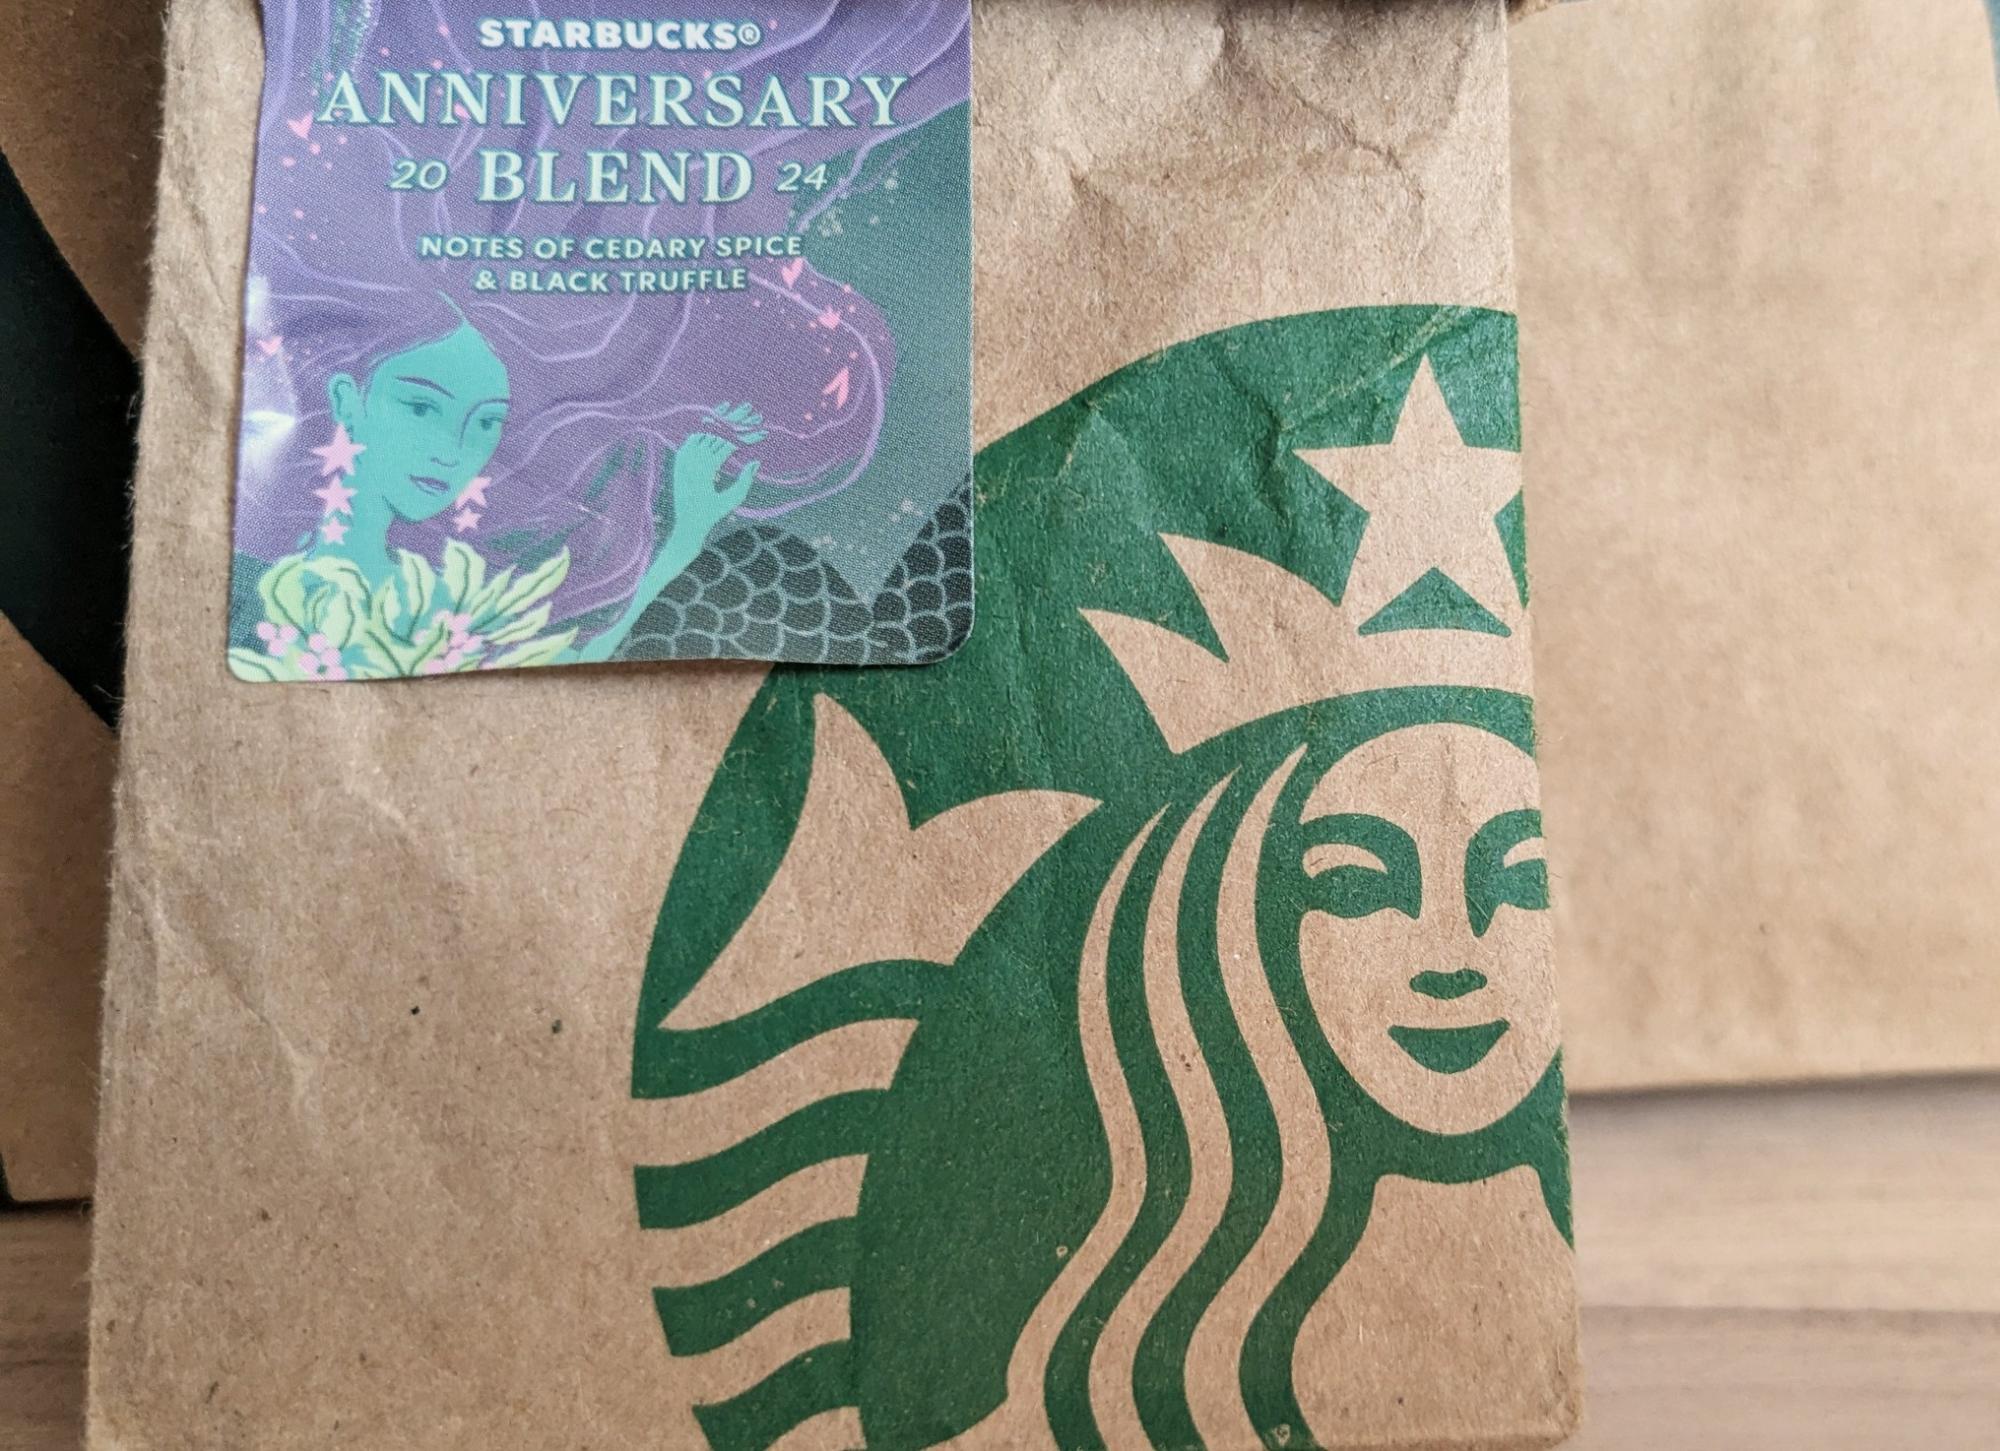 STARBUCKS®
ANNIVERSARY
20 BLEND 24
NOTES OF CEDARY SPICE
& BLACK TRUFFLE